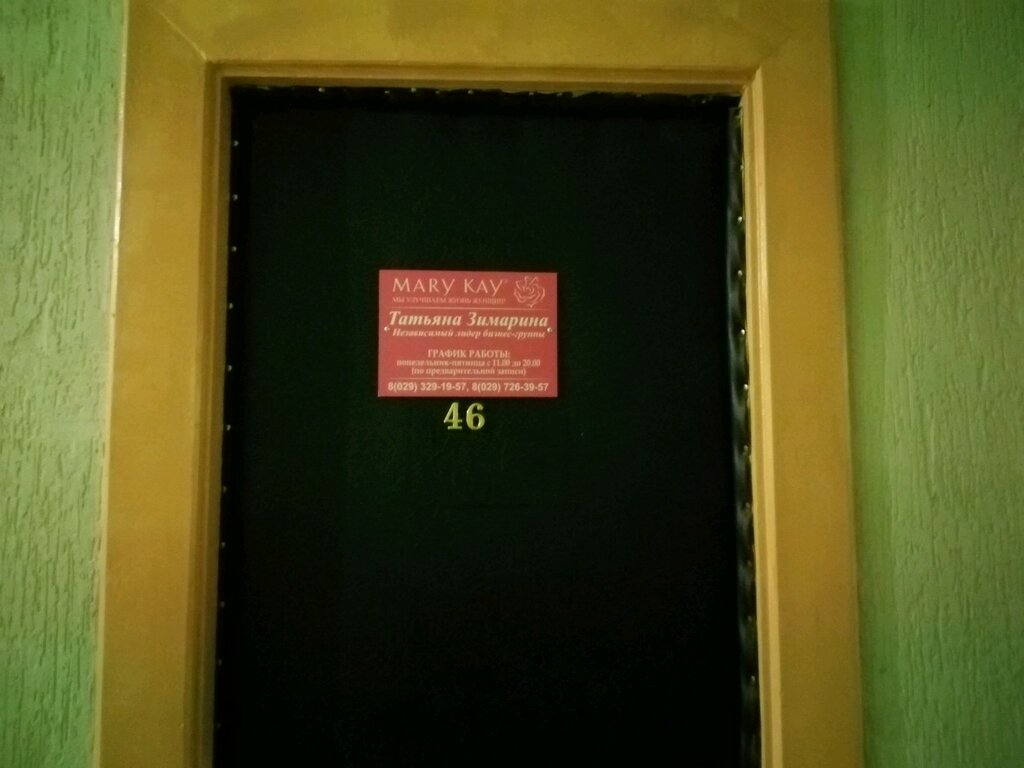 MARY KAY
МЫ УЛУЧШАЕМ ЖИЗНЬ ЖЕНЩИН
Татьяна Зимарина
Независимый лидер бизнес-группы
ГРАФИК РАБОТЫ:
понедельник-пятница с 11.00 до 20.00
(по предварительной записи)
8(029) 329-19-57, 8(029) 726-39-57
46